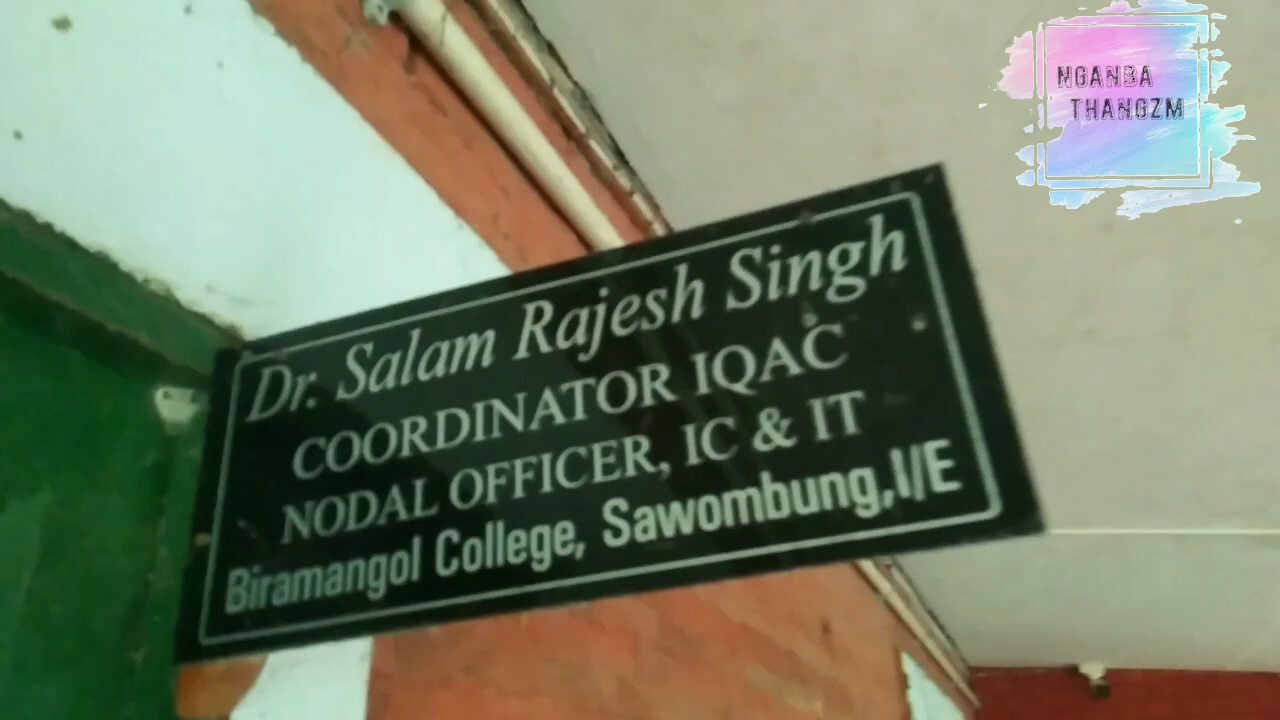 NGANBA
THANGZM
Dr. Salam Rajesh Singh
COORDINATOR IQAC
NODAL OFFICER, IC & IT
Biramangol College, Sawombung,I/E